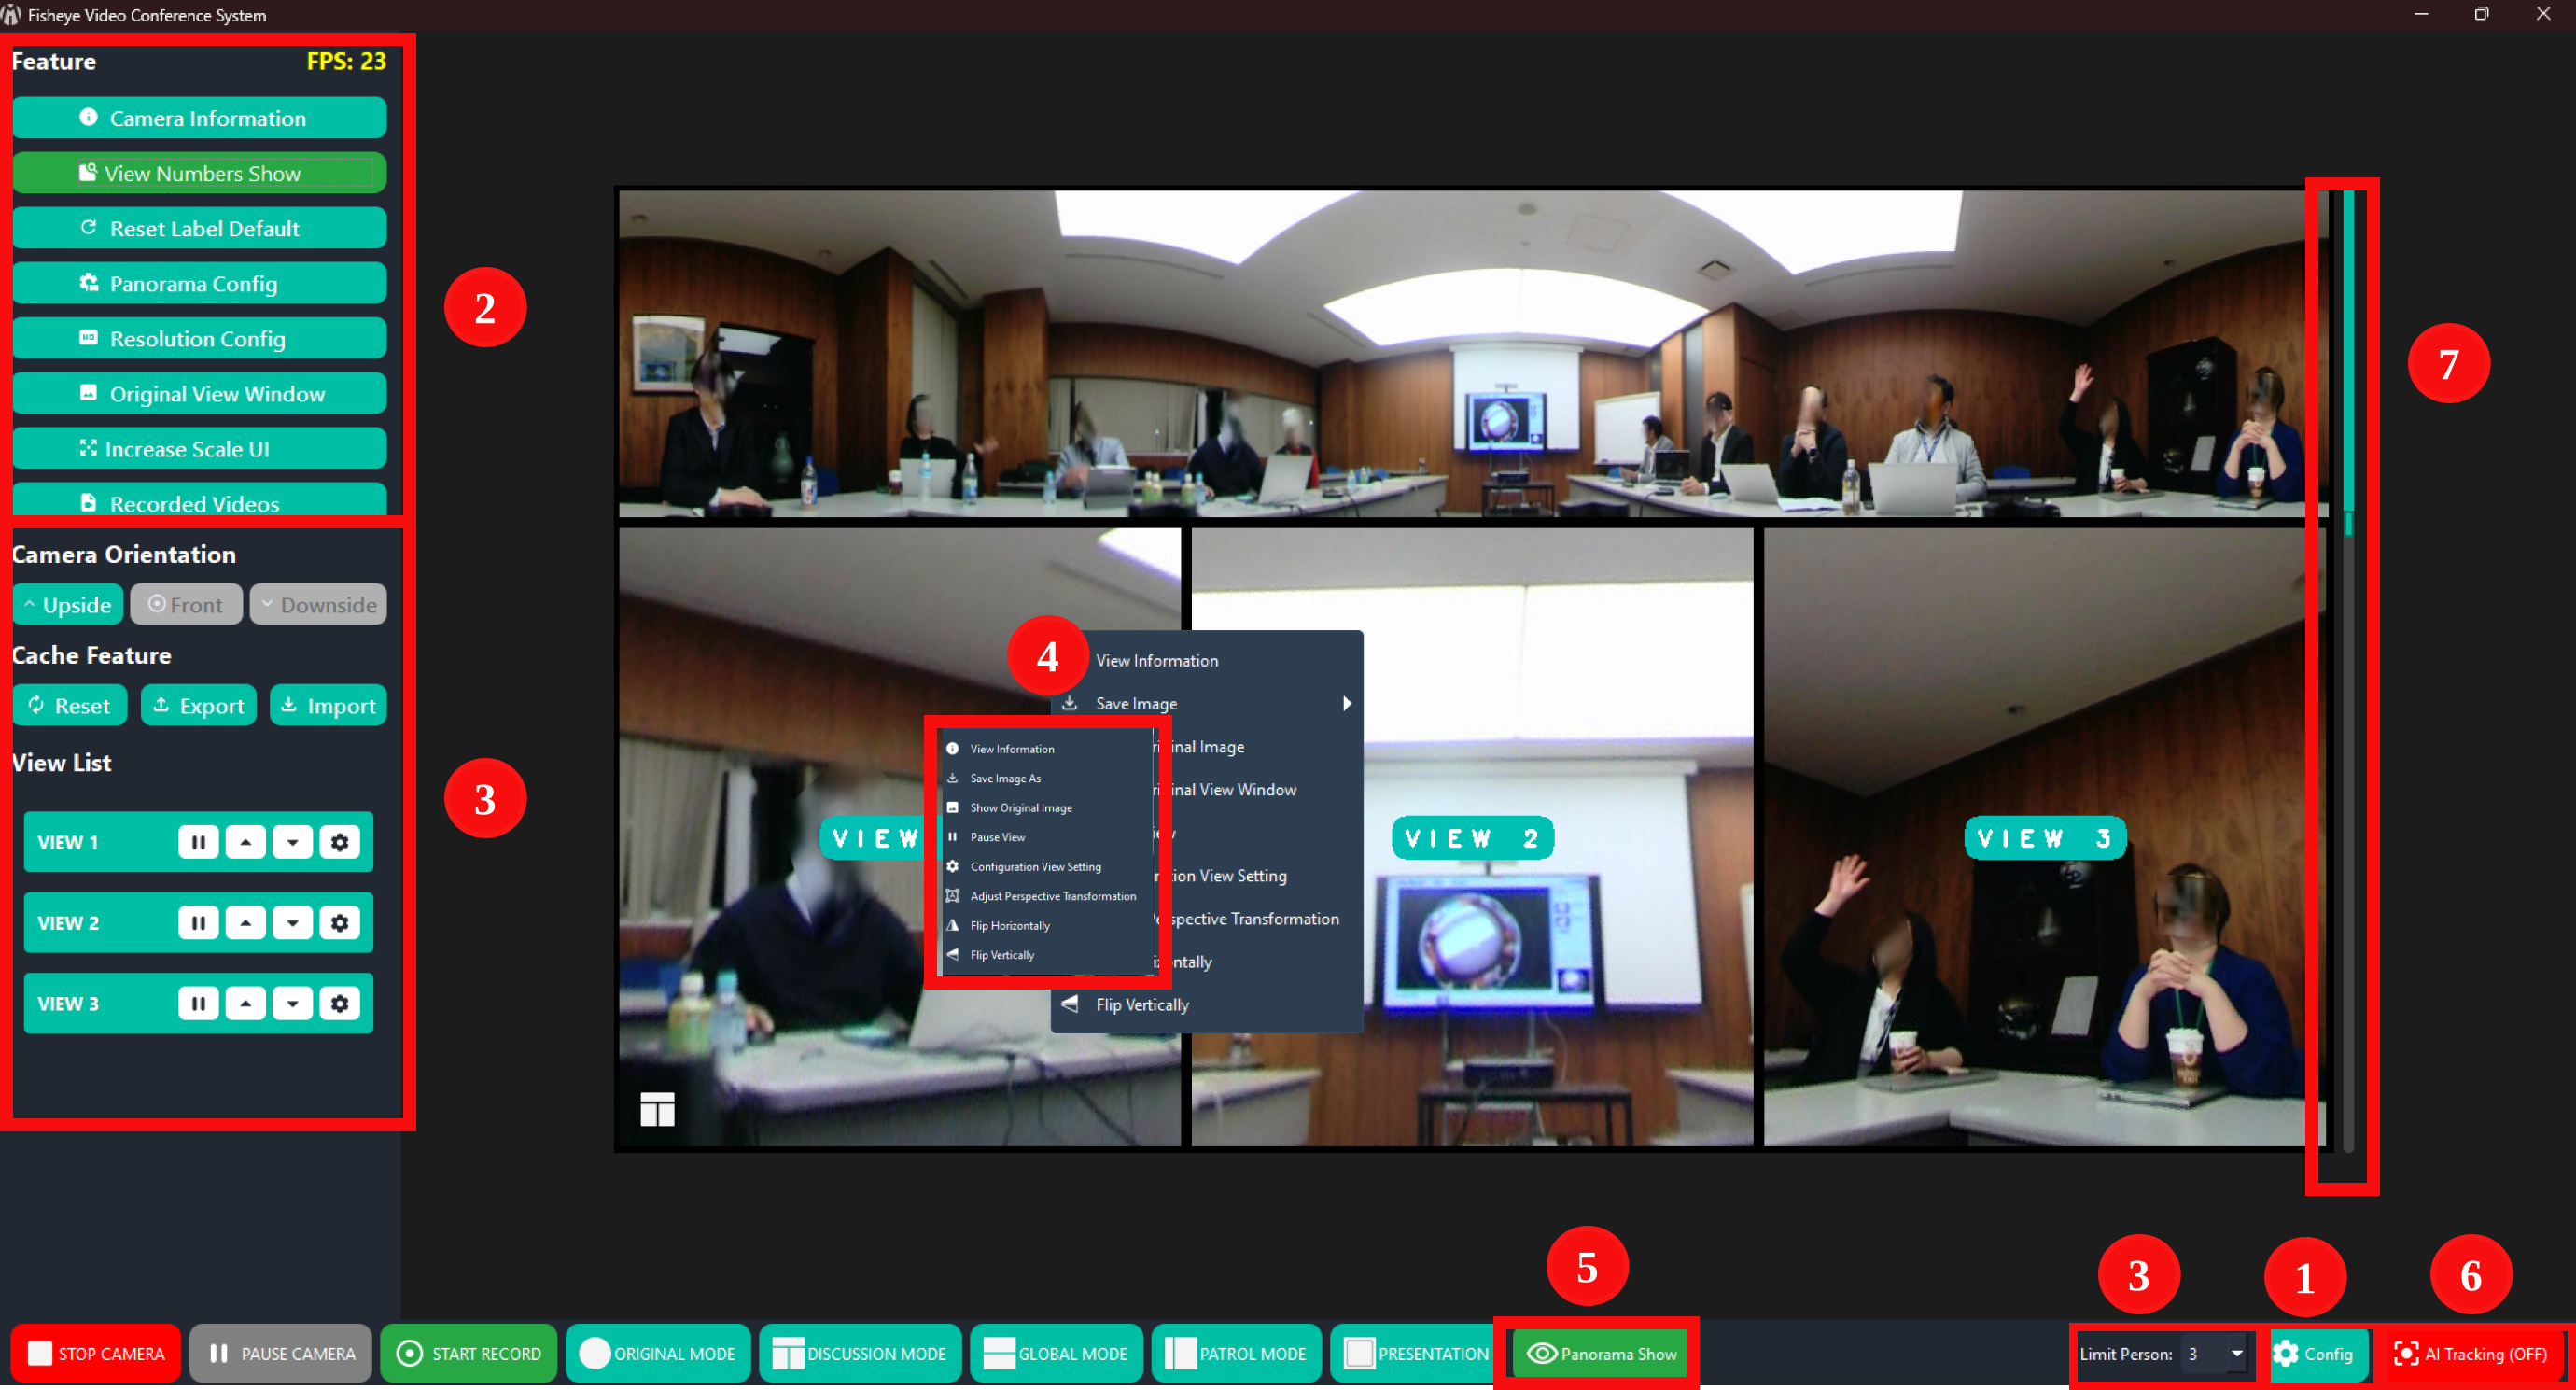 Fisheye Video Conference System
Feature
FPS: 23
Camera Information
View Numbers Show
Reset Label Default
Panorama Config
Resolution Config
Original View Window
Increase Scale UI
Recorded Videos
2
Camera Orientation
Upside
Front
Downside
Cache Feature
Reset
Export
Import
View List
VIEW 1
VIEW 2
VIEW 3
3
7
4
View Information
Save Image
inal Image
inal View Window
ion View Setting
spective Transformation
ntally
Flip Vertically
View Information
Save Image As
Show Original Image
Pause View
Configuration View Setting
Adjust Perspective Transformation
Flip Horizontally
Flip Vertically
VIEW
VIEW 2
VIEW 3
5
3
1
6
STOP CAMERA
PAUSE CAMERA
START RECORD
ORIGINAL MODE
DISCUSSION MODE
GLOBAL MODE
PATROL MODE
PRESENTATION
Panorama Show
Limit Person: 3
Config
AI Tracking (OFF)